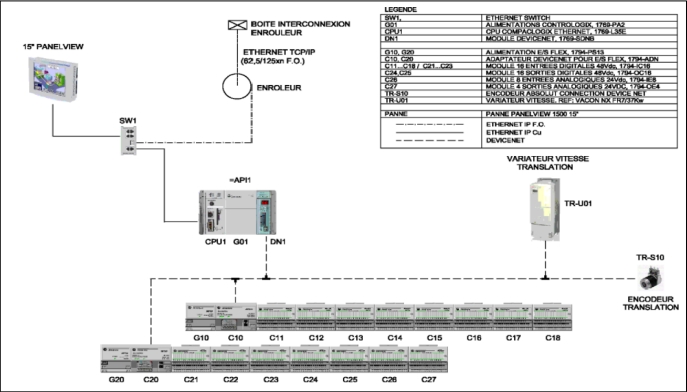 LEGENDE
SW1, ETHERNET SWITCH
G01 ALIMENTATIONS CONTROLOGIX, 1769-PA2
CPU1 CPU COMPACLOGIX ETHERNET, 1769-L35E
DN1 MODULE DEVICENET, 1769-SDNB
G10, G20 ALIMENTATION E/S FLEX, 1794-PS13
C10, C20 ADAPTATEUR DEVICENET POUR E/S FLEX, 1794-ADN
C11...C18 / C21...C23 MODULE 16 ENTREES DIGITALES 48Vdc, 1794-IC16
C24,C25 MODULE 16 SORTIES DIGITALES 48Vdc, 1794-OC16
C26 MODULE 8 ENTREES ANALOGIQUES 24Vdc, 1794-IE8
C27 MODULE 4 SORTIES ANALOGIQUES 24Vdc, 1794-OE4
TR-S10 ENCODEUR ABSOLUT CONNECTION DEVICE NET
TR-U01 VARIATEUR VITESSE. REF: VACON NX FR7/37Kw
PANNE PANNE PANELVIEW 1500 15"
ETHERNET IP F.O.
ETHERNET IP Cu
DEVICENET
BOITE INTERCONNEXION
ENROULEUR
ETHERNET TCP/IP
(62,5/125xn F.O.)
ENROLEUR
15" PANELVIEW
SW1
=API1
CPU1 G01 DN1
VARIATEUR VITESSE
TRANSLATION
TR-U01
TR-S10
ENCODEUR
TRANSLATION
G10 C10 C11 C12 C13 C14 C15 C16 C17 C18
G20 C20 C21 C22 C23 C24 C25 C26 C27